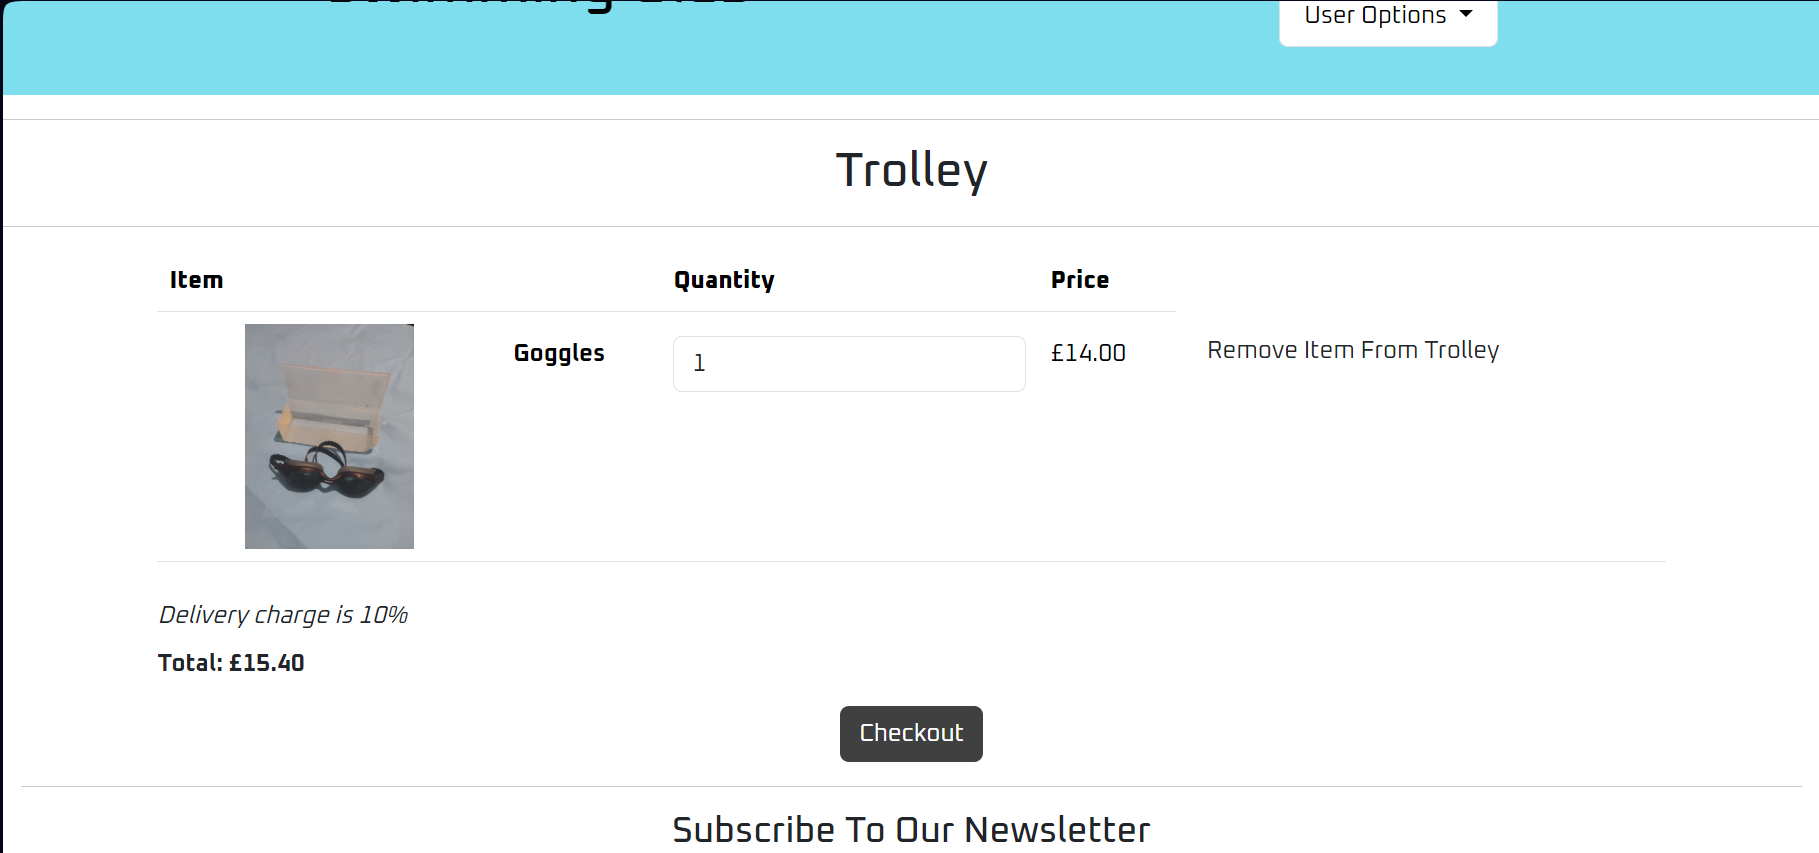 User Options
Trolley
Item Quantity Price
Goggles 1 £14.00 Remove Item From Trolley
Delivery charge is 10%
Total: £15.40
Checkout
Subscribe To Our Newsletter